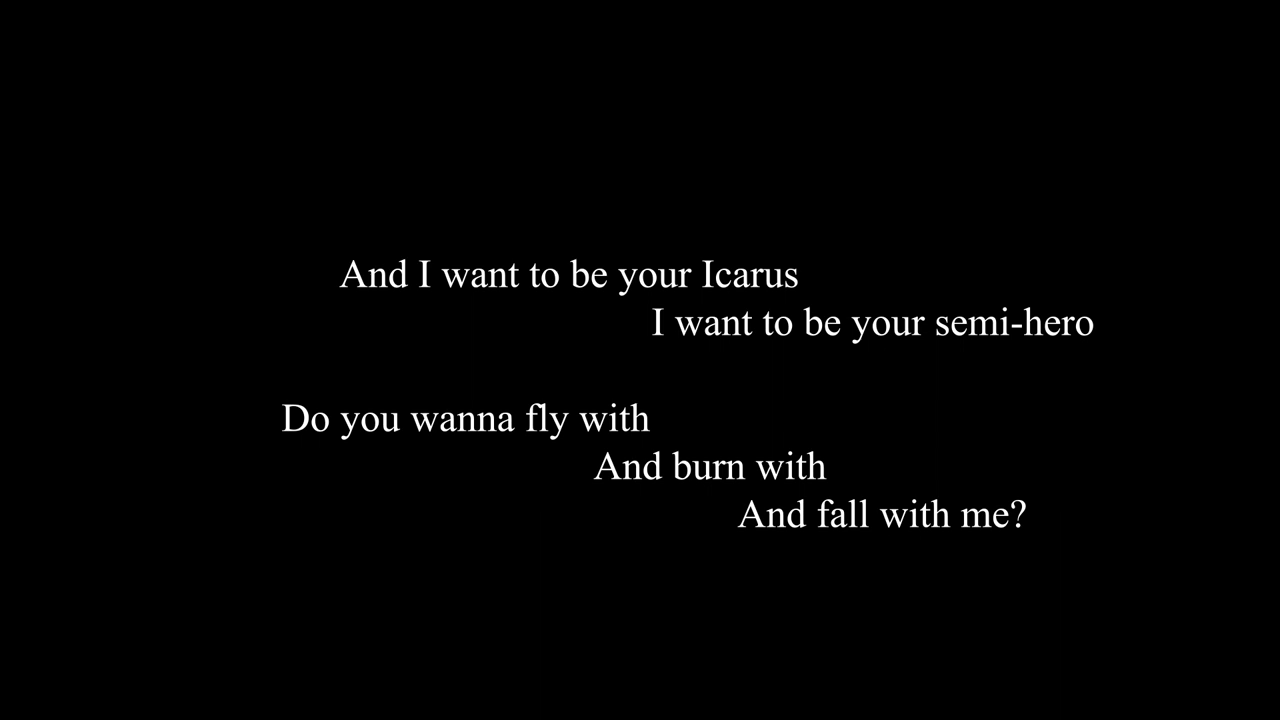 And I want to be your Icarus
I want to be your semi-hero
Do you wanna fly with
And burn with
And fall with me?